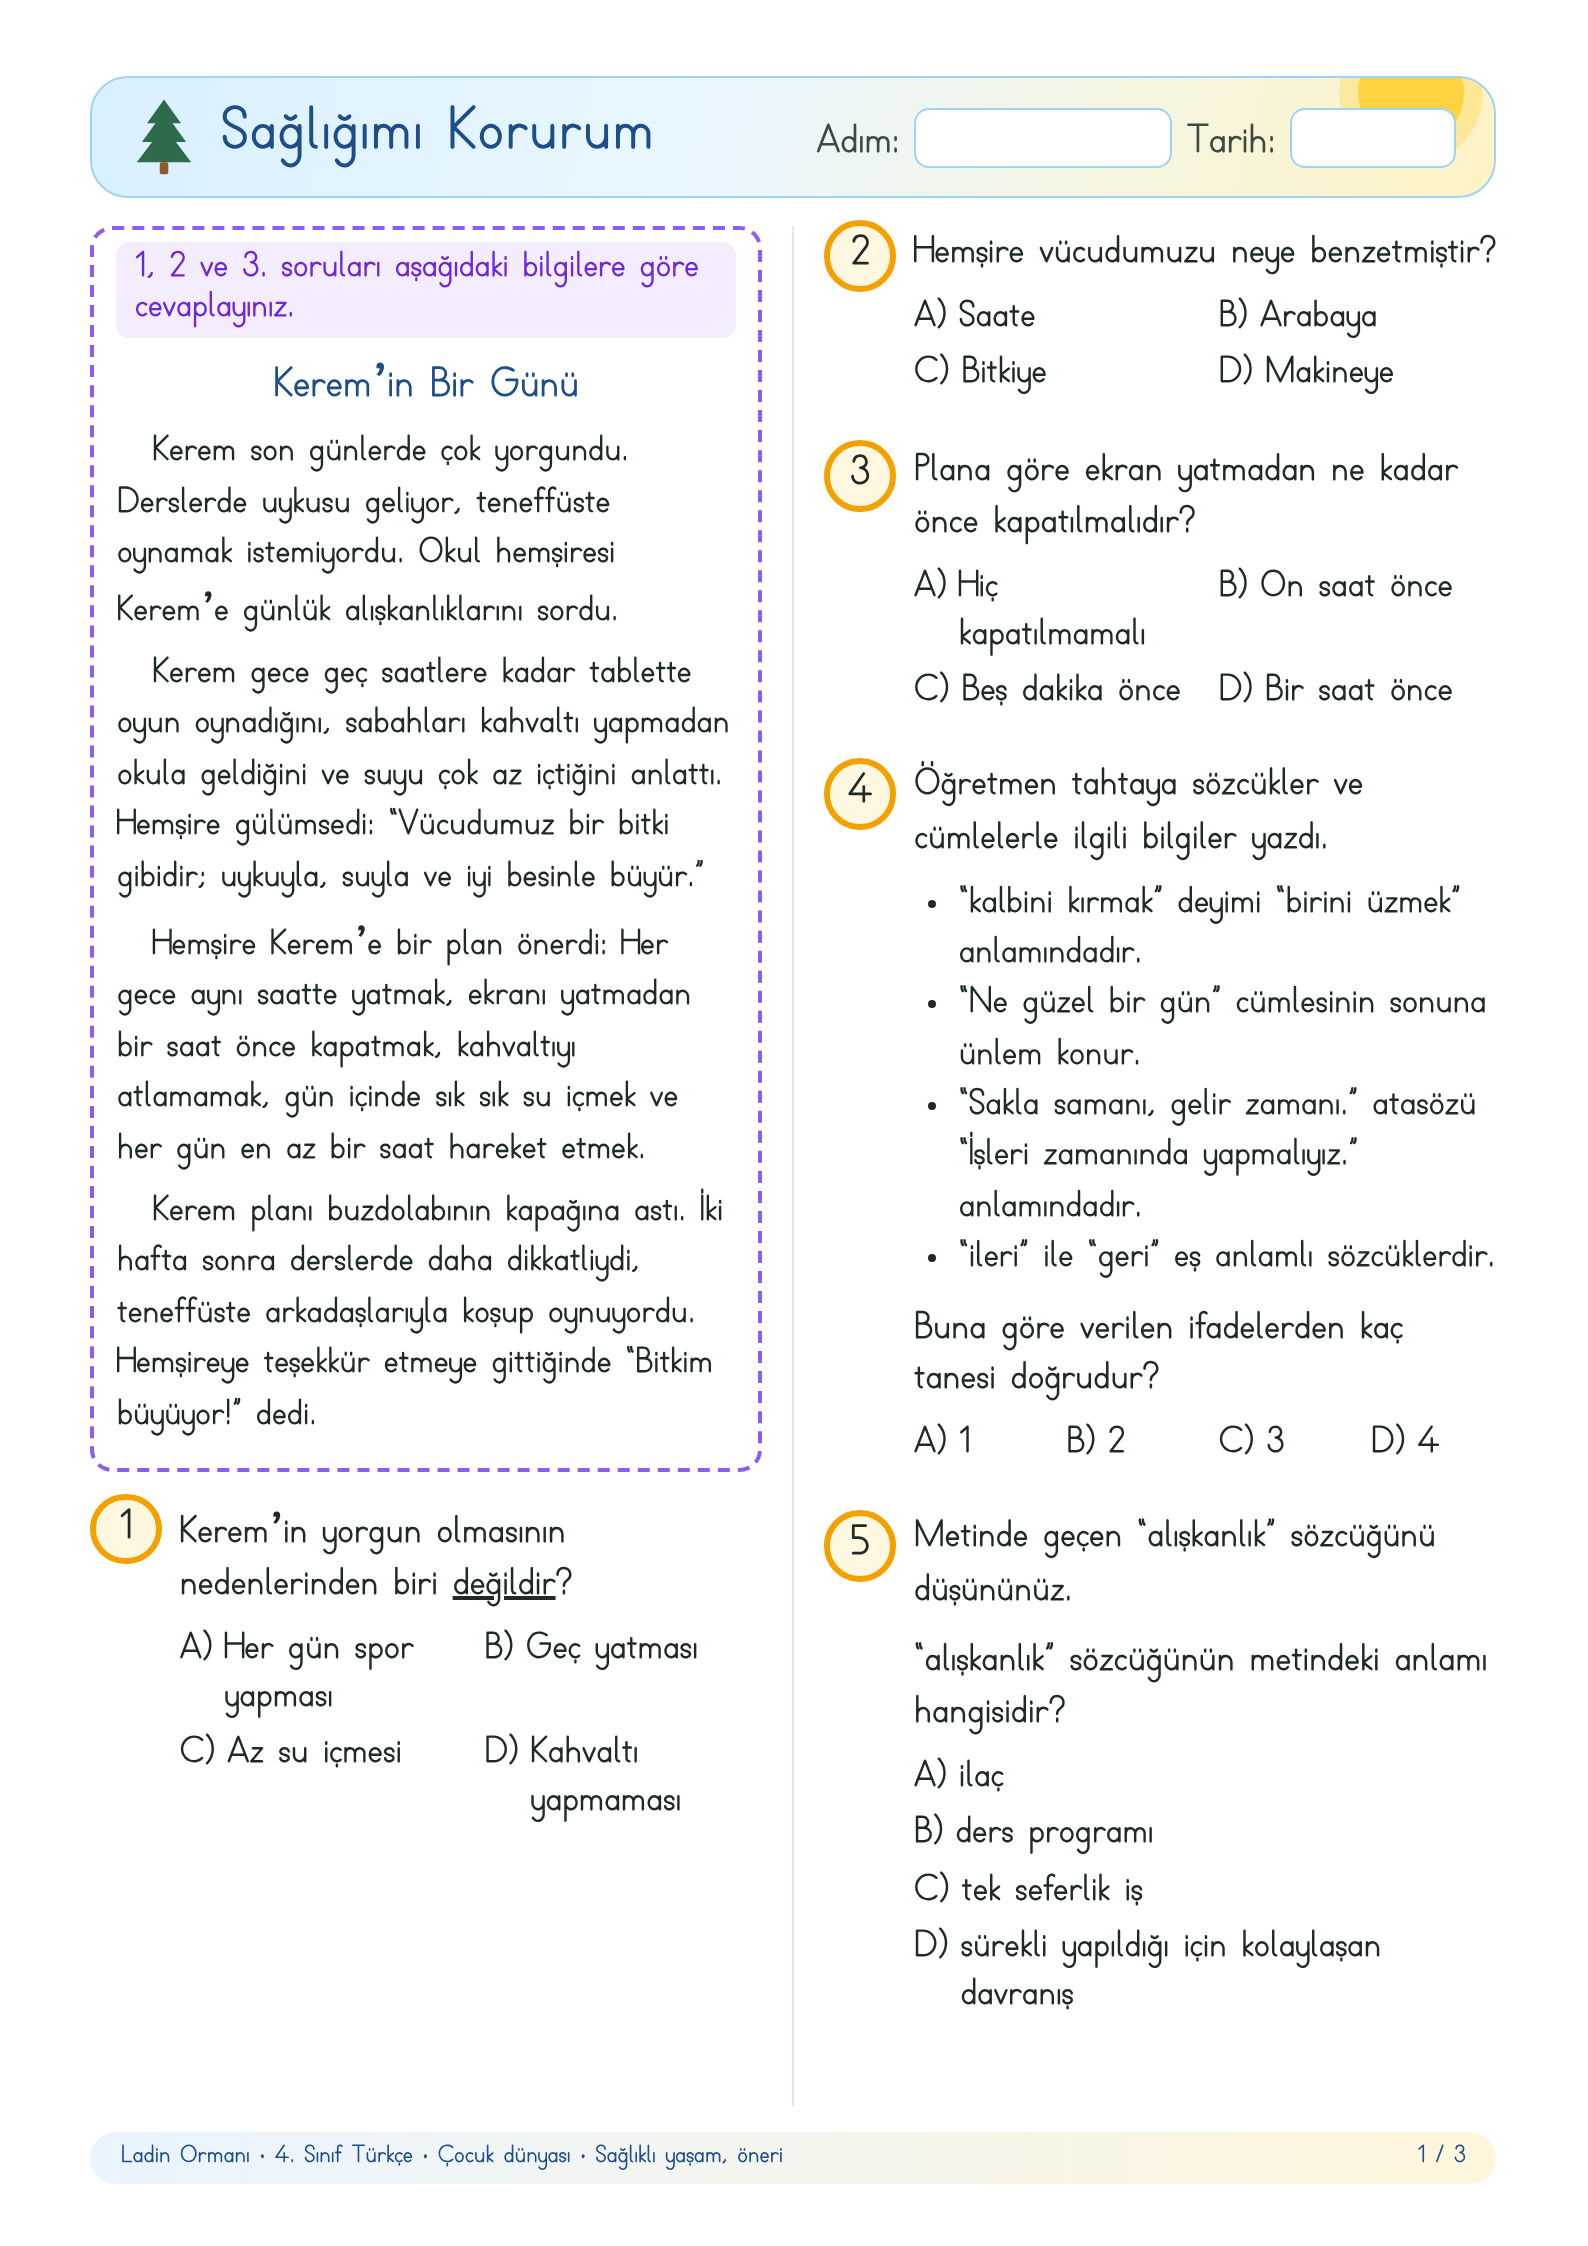 Sağlığımı Korurum
Adım:
Tarih:
1, 2 ve 3. soruları aşağıdaki bilgilere göre
cevaplayınız.
Kerem’in Bir Günü
Kerem son günlerde çok yorgundu.
Derslerde uykusu geliyor, teneffüste
oynamak istemiyordu. Okul hemşiresi
Kerem’e günlük alışkanlıklarını sordu.
Kerem gece geç saatlere kadar tablette
oyun oynadığını, sabahları kahvaltı yapmadan
okula geldiğini ve suyu çok az içtiğini anlattı.
Hemşire gülümsedi: “Vücudumuz bir bitki
gibidir; uykuyla, suyla ve iyi besinle büyür.”
Hemşire Kerem’e bir plan önerdi: Her
gece aynı saatte yatmak, ekranı yatmadan
bir saat önce kapatmak, kahvaltıyı
atlamamak, gün içinde sık sık su içmek ve
her gün en az bir saat hareket etmek.
Kerem planı buzdolabının kapağına astı. İki
hafta sonra derslerde daha dikkatliydi,
teneffüste arkadaşlarıyla koşup oynuyordu.
Hemşireye teşekkür etmeye gittiğinde “Bitkim
büyüyor!” dedi.
1
Kerem’in yorgun olmasının
nedenlerinden biri değildir?
A) Her gün spor
yapması
B) Geç yatması
C) Az su içmesi
D) Kahvaltı
yapmaması
2
Hemşire vücudumuzu neye benzetmiştir?
A) Saate
B) Arabaya
C) Bitkiye
D) Makineye
3
Plana göre ekran yatmadan ne kadar
önce kapatılmalıdır?
A) Hiç
kapatılmamalı
B) On saat önce
C) Beş dakika önce
D) Bir saat önce
4
Öğretmen tahtaya sözcükler ve
cümlelerle ilgili bilgiler yazdı.
• “kalbini kırmak” deyimi “birini üzmek”
anlamındadır.
• “Ne güzel bir gün” cümlesinin sonuna
ünlem konur.
• “Sakla samanı, gelir zamanı.” atasözü
“İşleri zamanında yapmalıyız.”
anlamındadır.
• “ileri” ile “geri” eş anlamlı sözcüklerdir.
Buna göre verilen ifadelerden kaç
tanesi doğrudur?
A) 1
B) 2
C) 3
D) 4
5
Metinde geçen “alışkanlık” sözcüğünü
düşününüz.
“alışkanlık” sözcüğünün metindeki anlamı
hangisidir?
A) ilaç
B) ders programı
C) tek seferlik iş
D) sürekli yapıldığı için kolaylaşan
davranış
Ladin Ormanı • 4. Sınıf Türkçe • Çocuk dünyası • Sağlıklı yaşam, öneri
1 / 3